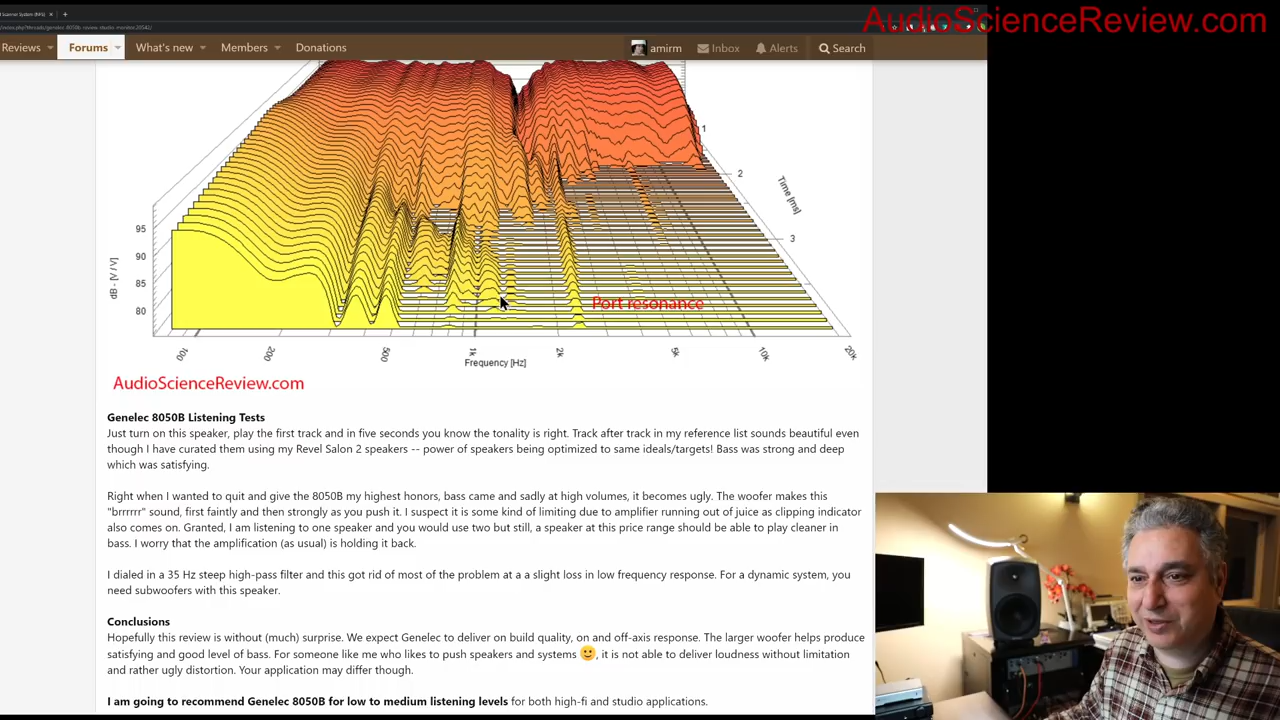 AudioScienceReview.com
Reviews Forums What's new Members Donations amirm Inbox Alerts Search
1
2
Time [ms]
3
95
90
85
80
dB - [V / V]
Port resonance
100 200 500 1k 2k 5k 10k 20k
Frequency [Hz]
AudioScienceReview.com
Genelec 8050B Listening Tests
Just turn on this speaker, play the first track and in five seconds you know the tonality is right. Track after track in my reference list sounds beautiful even
though I have curated them using my Revel Salon 2 speakers -- power of speakers being optimized to same ideals/targets! Bass was strong and deep
which was satisfying.
Right when I wanted to quit and give the 8050B my highest honors, bass came and sadly at high volumes, it becomes ugly. The woofer makes this
"brrrrrr" sound, first faintly and then strongly as you push it. I suspect it is some kind of limiting due to amplifier running out of juice as clipping indicator
also comes on. Granted, I am listening to one speaker and you would use two but still, a speaker at this price range should be able to play cleaner in
bass. I worry that the amplification (as usual) is holding it back.
I dialed in a 35 Hz steep high-pass filter and this got rid of most of the problem at a a slight loss in low frequency response. For a dynamic system, you
need subwoofers with this speaker.
Conclusions
Hopefully this review is without (much) surprise. We expect Genelec to deliver on build quality, on and off-axis response. The larger woofer helps produce
satisfying and good level of bass. For someone like me who likes to push speakers and systems 🙂, it is not able to deliver loudness without limitation
and rather ugly distortion. Your application may differ though.
I am going to recommend Genelec 8050B for low to medium listening levels for both high-fi and studio applications.